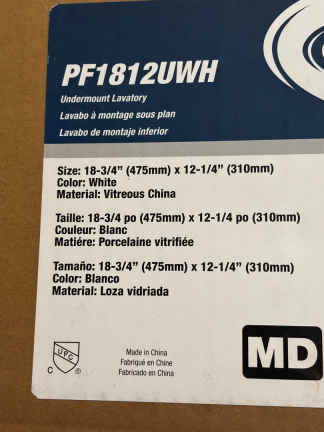 PF1812UWH
Undermount Lavatory
Lavabo à montage sous plan
Lavabo de montaje inferior
Size: 18-3/4" (475mm) x 12-1/4" (310mm)
Color: White
Material: Vitreous China
Taille: 18-3/4 po (475mm) x 12-1/4 po (310mm)
Couleur: Blanc
Matiére: Porcelaine vitrifiée
Tamaño: 18-3/4" (475mm) x 12-1/4" (310mm)
Color: Blanco
Material: Loza vidriada
Made in China
Fabriqué en Chine
Fabricado en China
UPC
C ®
MD